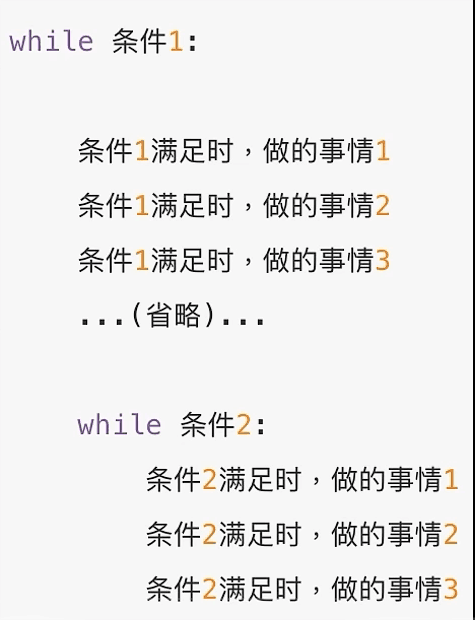 while 条件1:
条件1满足时，做的事情1
条件1满足时，做的事情2
条件1满足时，做的事情3
...(省略)...
while 条件2:
条件2满足时，做的事情1
条件2满足时，做的事情2
条件2满足时，做的事情3